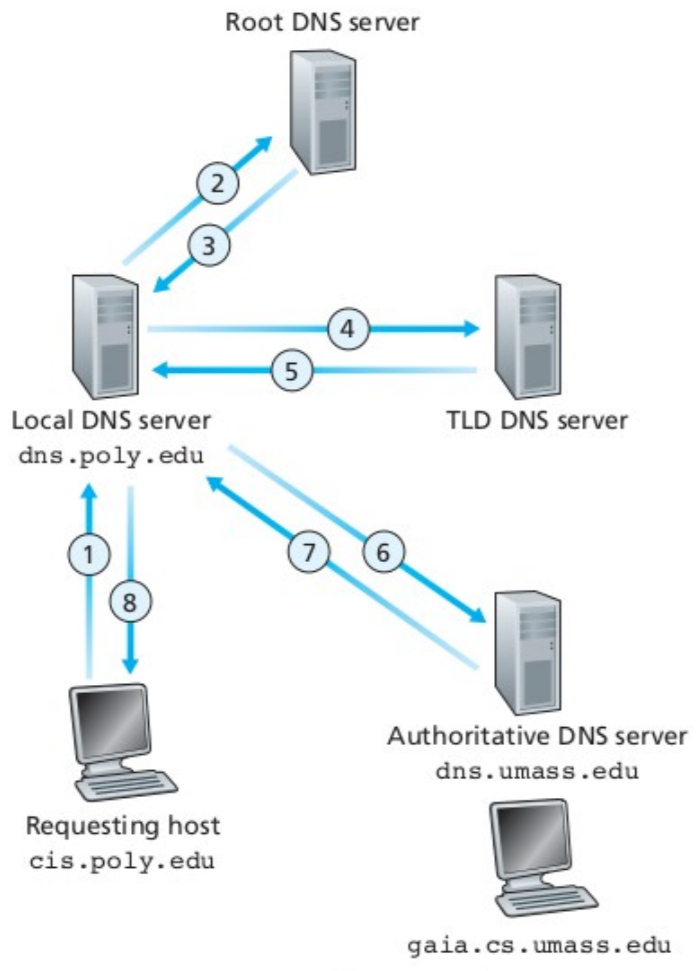 Root DNS server
2
3
4
5
Local DNS server
dns.poly.edu
TLD DNS server
1
8
7
6
Authoritative DNS server
dns.umass.edu
Requesting host
cis.poly.edu
gaia.cs.umass.edu